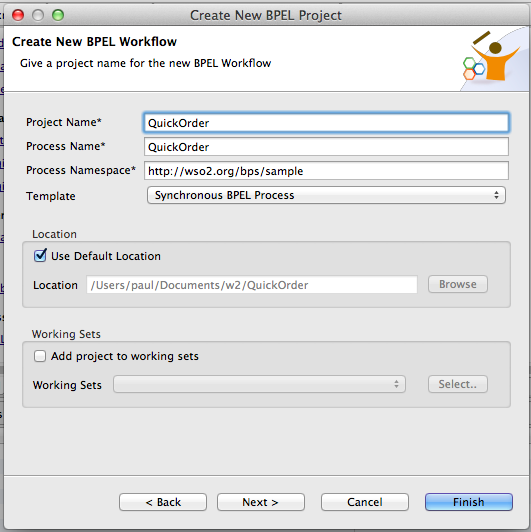 Create New BPEL Project
Create New BPEL Workflow
Give a project name for the new BPEL Workflow
Project Name* QuickOrder
Process Name* QuickOrder
Process Namespace* http://wso2.org/bps/sample
Template Synchronous BPEL Process
Location
Use Default Location
Location /Users/paul/Documents/w2/QuickOrder Browse
Working Sets
Add project to working sets
Working Sets Select..
< Back Next > Cancel Finish